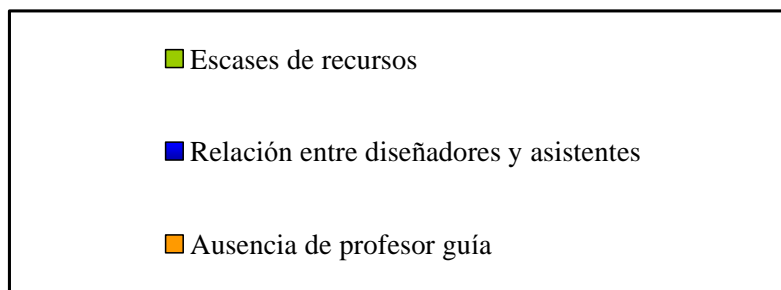 Escases de recursos
Relación entre diseñadores y asistentes
Ausencia de profesor guía